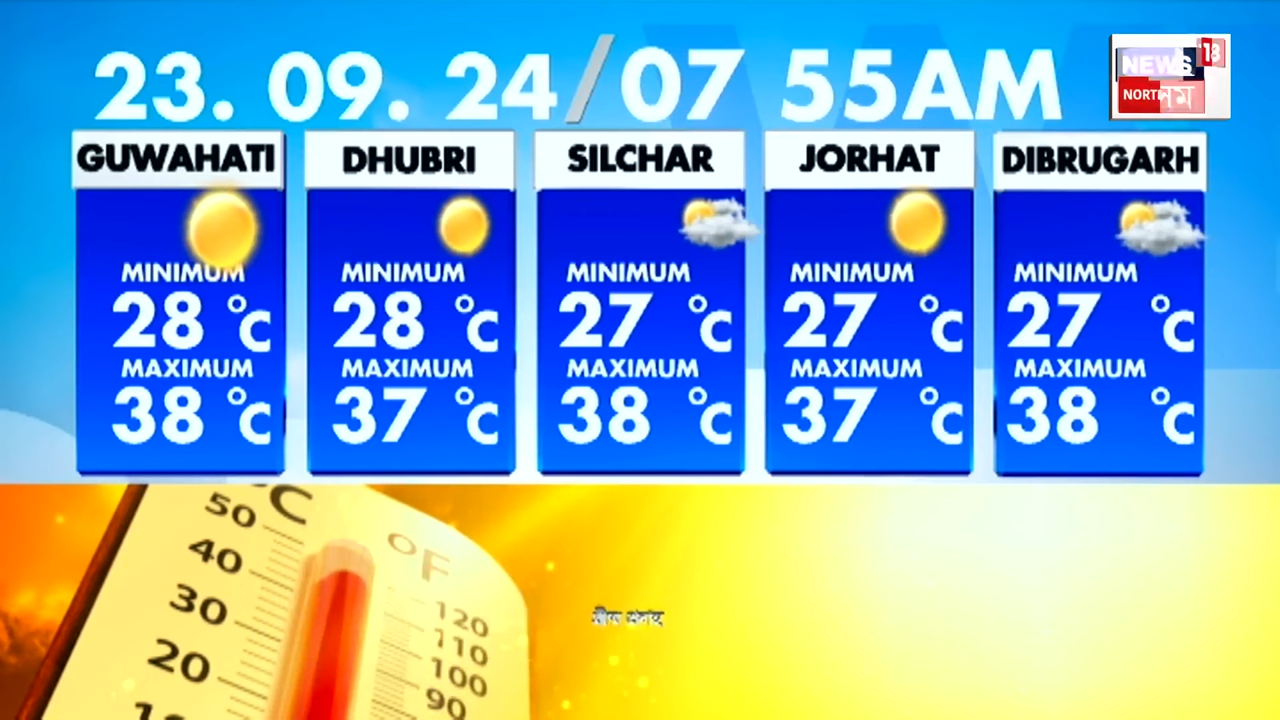 23. 09. 24/07 55AM
NEWS 18
NORTH
GUWAHATI
MINIMUM
28 °C
MAXIMUM
38 °C
DHUBRI
MINIMUM
28 °C
MAXIMUM
37 °C
SILCHAR
MINIMUM
27 °C
MAXIMUM
38 °C
JORHAT
MINIMUM
27 °C
MAXIMUM
37 °C
DIBRUGARH
MINIMUM
27 °C
MAXIMUM
38 °C
°F
50
40
30
20
120
110
100
90